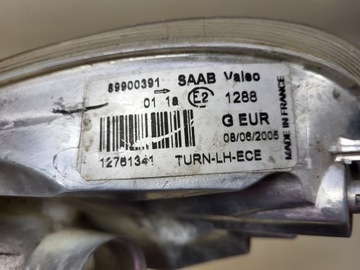 89900391 → SAAB Valeo
01 1a E2 1288
G EUR
08/06/2005
12761341 TURN-LH-ECE
MADE IN FRANCE